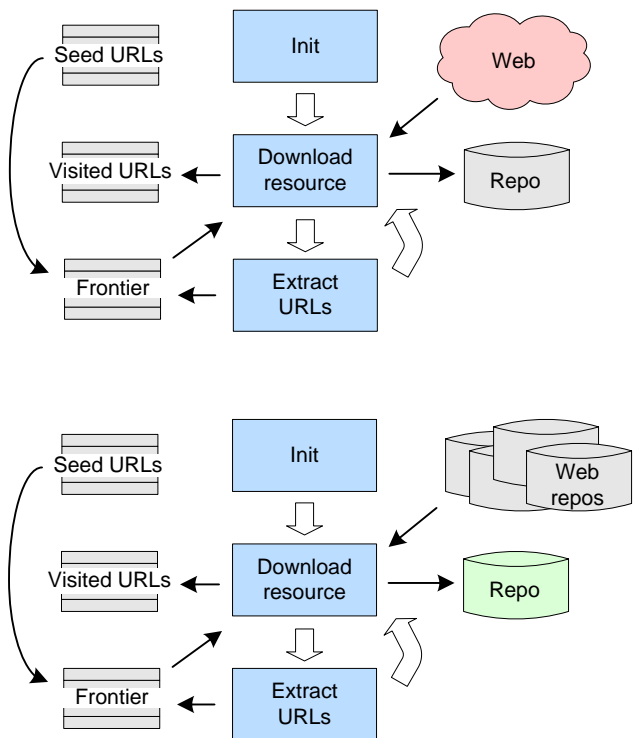 Seed URLs
Init
Web
Visited URLs
Download
resource
Repo
Frontier
Extract
URLs
Seed URLs
Init
Web
repos
Visited URLs
Download
resource
Repo
Frontier
Extract
URLs